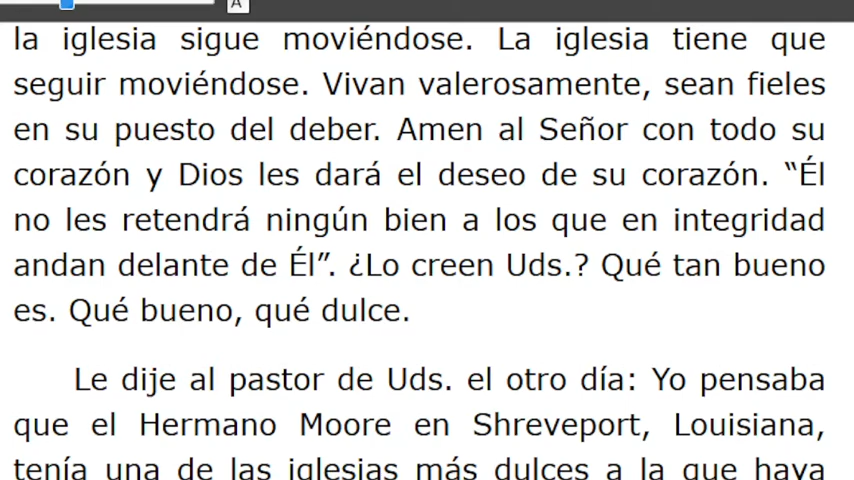 A
la iglesia sigue moviéndose. La iglesia tiene que
seguir moviéndose. Vivan valerosamente, sean fieles
en su puesto del deber. Amen al Señor con todo su
corazón y Dios les dará el deseo de su corazón. “Él
no les retendrá ningún bien a los que en integridad
andan delante de Él”. ¿Lo creen Uds.? Qué tan bueno
es. Qué bueno, qué dulce.
Le dije al pastor de Uds. el otro día: Yo pensaba
que el Hermano Moore en Shreveport, Louisiana,
tenía una de las iglesias más dulces a la que haya